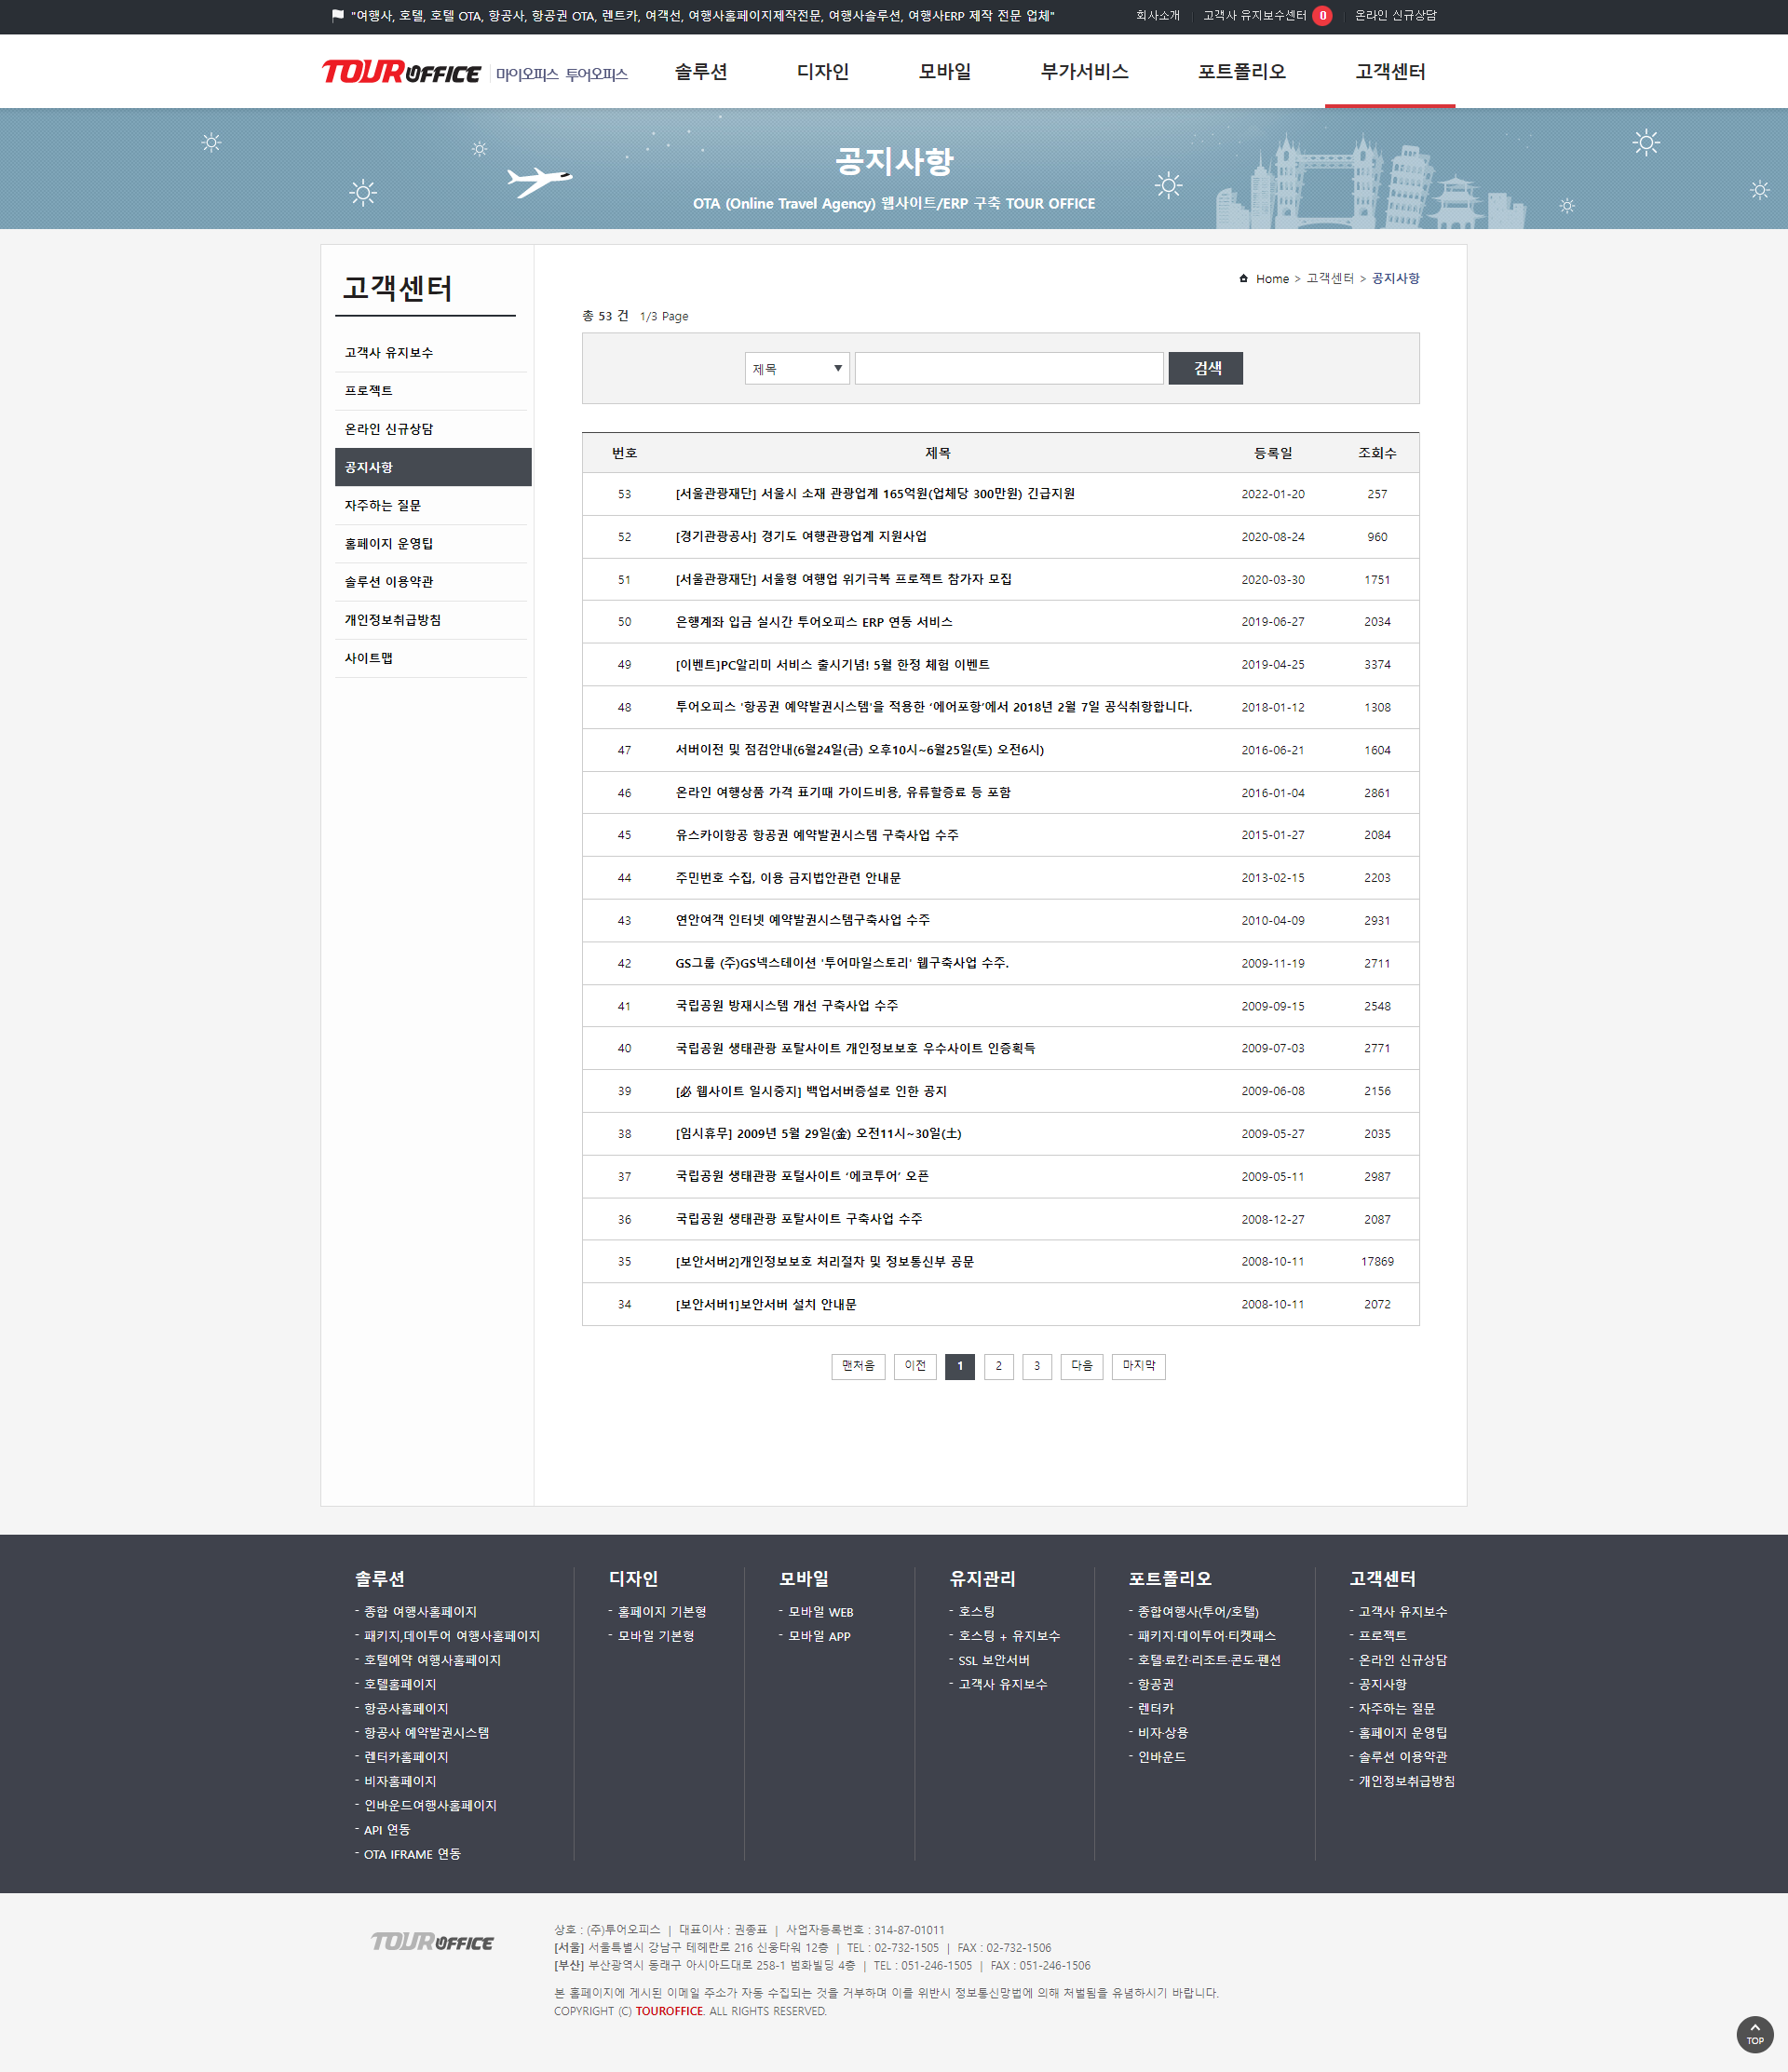 "여행사, 호텔, 호텔 OTA, 항공사, 항공권 OTA, 렌트카, 여객선, 여행사홈페이지제작전문, 여행사솔루션, 여행사ERP 제작 전문 업체"
회사소개 고객사 유지보수센터 0 온라인 신규상담
TOUR OFFICE 마이오피스 투어오피스 솔루션 디자인 모바일 부가서비스 포트폴리오 고객센터
공지사항
OTA (Online Travel Agency) 웹사이트/ERP 구축 TOUR OFFICE
고객센터
고객사 유지보수
프로젝트
온라인 신규상담
공지사항
자주하는 질문
홈페이지 운영팁
솔루션 이용약관
개인정보취급방침
사이트맵
Home > 고객센터 > 공지사항
총 53 건 1/3 Page
제목 검색
번호 제목 등록일 조회수
53 [서울관광재단] 서울시 소재 관광업계 165억원(업체당 300만원) 긴급지원 2022-01-20 257
52 [경기관광공사] 경기도 여행관광업계 지원사업 2020-08-24 960
51 [서울관광재단] 서울형 여행업 위기극복 프로젝트 참가자 모집 2020-03-30 1751
50 은행계좌 입금 실시간 투어오피스 ERP 연동 서비스 2019-06-27 2034
49 [이벤트]PC알리미 서비스 출시기념! 5월 한정 체험 이벤트 2019-04-25 3374
48 투어오피스 '항공권 예약발권시스템'을 적용한 ‘에어포항’에서 2018년 2월 7일 공식취항합니다. 2018-01-12 1308
47 서버이전 및 점검안내(6월24일(금) 오후10시~6월25일(토) 오전6시) 2016-06-21 1604
46 온라인 여행상품 가격 표기때 가이드비용, 유류할증료 등 포함 2016-01-04 2861
45 유스카이항공 항공권 예약발권시스템 구축사업 수주 2015-01-27 2084
44 주민번호 수집, 이용 금지법안관련 안내문 2013-02-15 2203
43 연안여객 인터넷 예약발권시스템구축사업 수주 2010-04-09 2931
42 GS그룹 (주)GS넥스테이션 '투어마일스토리' 웹구축사업 수주. 2009-11-19 2711
41 국립공원 방재시스템 개선 구축사업 수주 2009-09-15 2548
40 국립공원 생태관광 포탈사이트 개인정보보호 우수사이트 인증획득 2009-07-03 2771
39 [必 웹사이트 일시중지] 백업서버증설로 인한 공지 2009-06-08 2156
38 [임시휴무] 2009년 5월 29일(金) 오전11시~30일(土) 2009-05-27 2035
37 국립공원 생태관광 포털사이트 ‘에코투어’ 오픈 2009-05-11 2987
36 국립공원 생태관광 포탈사이트 구축사업 수주 2008-12-27 2087
35 [보안서버2]개인정보보호 처리절차 및 정보통신부 공문 2008-10-11 17869
34 [보안서버1]보안서버 설치 안내문 2008-10-11 2072
맨처음 이전 1 2 3 다음 마지막
솔루션
- 종합 여행사홈페이지
- 패키지,데이투어 여행사홈페이지
- 호텔예약 여행사홈페이지
- 호텔홈페이지
- 항공사홈페이지
- 항공사 예약발권시스템
- 렌터카홈페이지
- 비자홈페이지
- 인바운드여행사홈페이지
- API 연동
- OTA IFRAME 연동
디자인
- 홈페이지 기본형
- 모바일 기본형
모바일
- 모바일 WEB
- 모바일 APP
유지관리
- 호스팅
- 호스팅 + 유지보수
- SSL 보안서버
- 고객사 유지보수
포트폴리오
- 종합여행사(투어/호텔)
- 패키지·데이투어·티켓패스
- 호텔·료칸·리조트·콘도·펜션
- 항공권
- 렌터카
- 비자·상용
- 인바운드
고객센터
- 고객사 유지보수
- 프로젝트
- 온라인 신규상담
- 공지사항
- 자주하는 질문
- 홈페이지 운영팁
- 솔루션 이용약관
- 개인정보취급방침
TOUR OFFICE
상호 : (주)투어오피스 | 대표이사 : 권종표 | 사업자등록번호 : 314-87-01011
[서울] 서울특별시 강남구 테헤란로 216 신웅타워 12층 | TEL : 02-732-1505 | FAX : 02-732-1506
[부산] 부산광역시 동래구 아시아드대로 258-1 범화빌딩 4층 | TEL : 051-246-1505 | FAX : 051-246-1506
본 홈페이지에 게시된 이메일 주소가 자동 수집되는 것을 거부하며 이를 위반시 정보통신망법에 의해 처벌됨을 유념하시기 바랍니다.
COPYRIGHT (C) TOUROFFICE. ALL RIGHTS RESERVED.
TOP